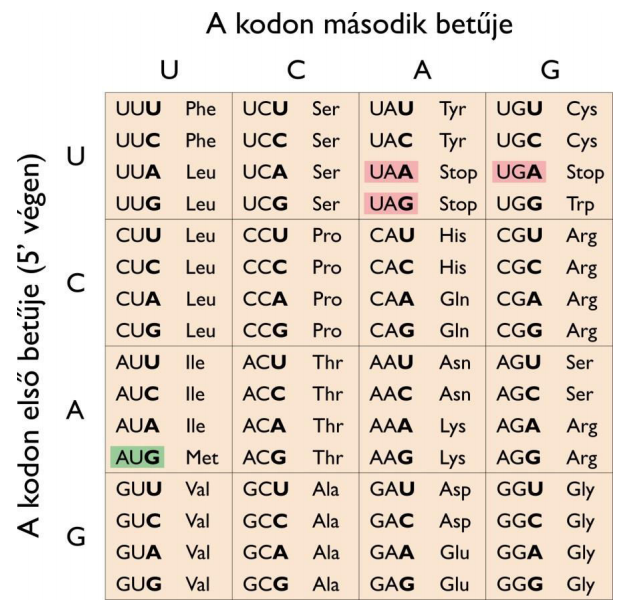 A kodon második betűje
U C A G
A kodon első betűje (5' végen)
U
UUU Phe UCU Ser UAU Tyr UGU Cys
UUC Phe UCC Ser UAC Tyr UGC Cys
UUA Leu UCA Ser UAA Stop UGA Stop
UUG Leu UCG Ser UAG Stop UGG Trp
C
CUU Leu CCU Pro CAU His CGU Arg
CUC Leu CCC Pro CAC His CGC Arg
CUA Leu CCA Pro CAA Gln CGA Arg
CUG Leu CCG Pro CAG Gln CGG Arg
A
AUU Ile ACU Thr AAU Asn AGU Ser
AUC Ile ACC Thr AAC Asn AGC Ser
AUA Ile ACA Thr AAA Lys AGA Arg
AUG Met ACG Thr AAG Lys AGG Arg
G
GUU Val GCU Ala GAU Asp GGU Gly
GUC Val GCC Ala GAC Asp GGC Gly
GUA Val GCA Ala GAA Glu GGA Gly
GUG Val GCG Ala GAG Glu GGG Gly